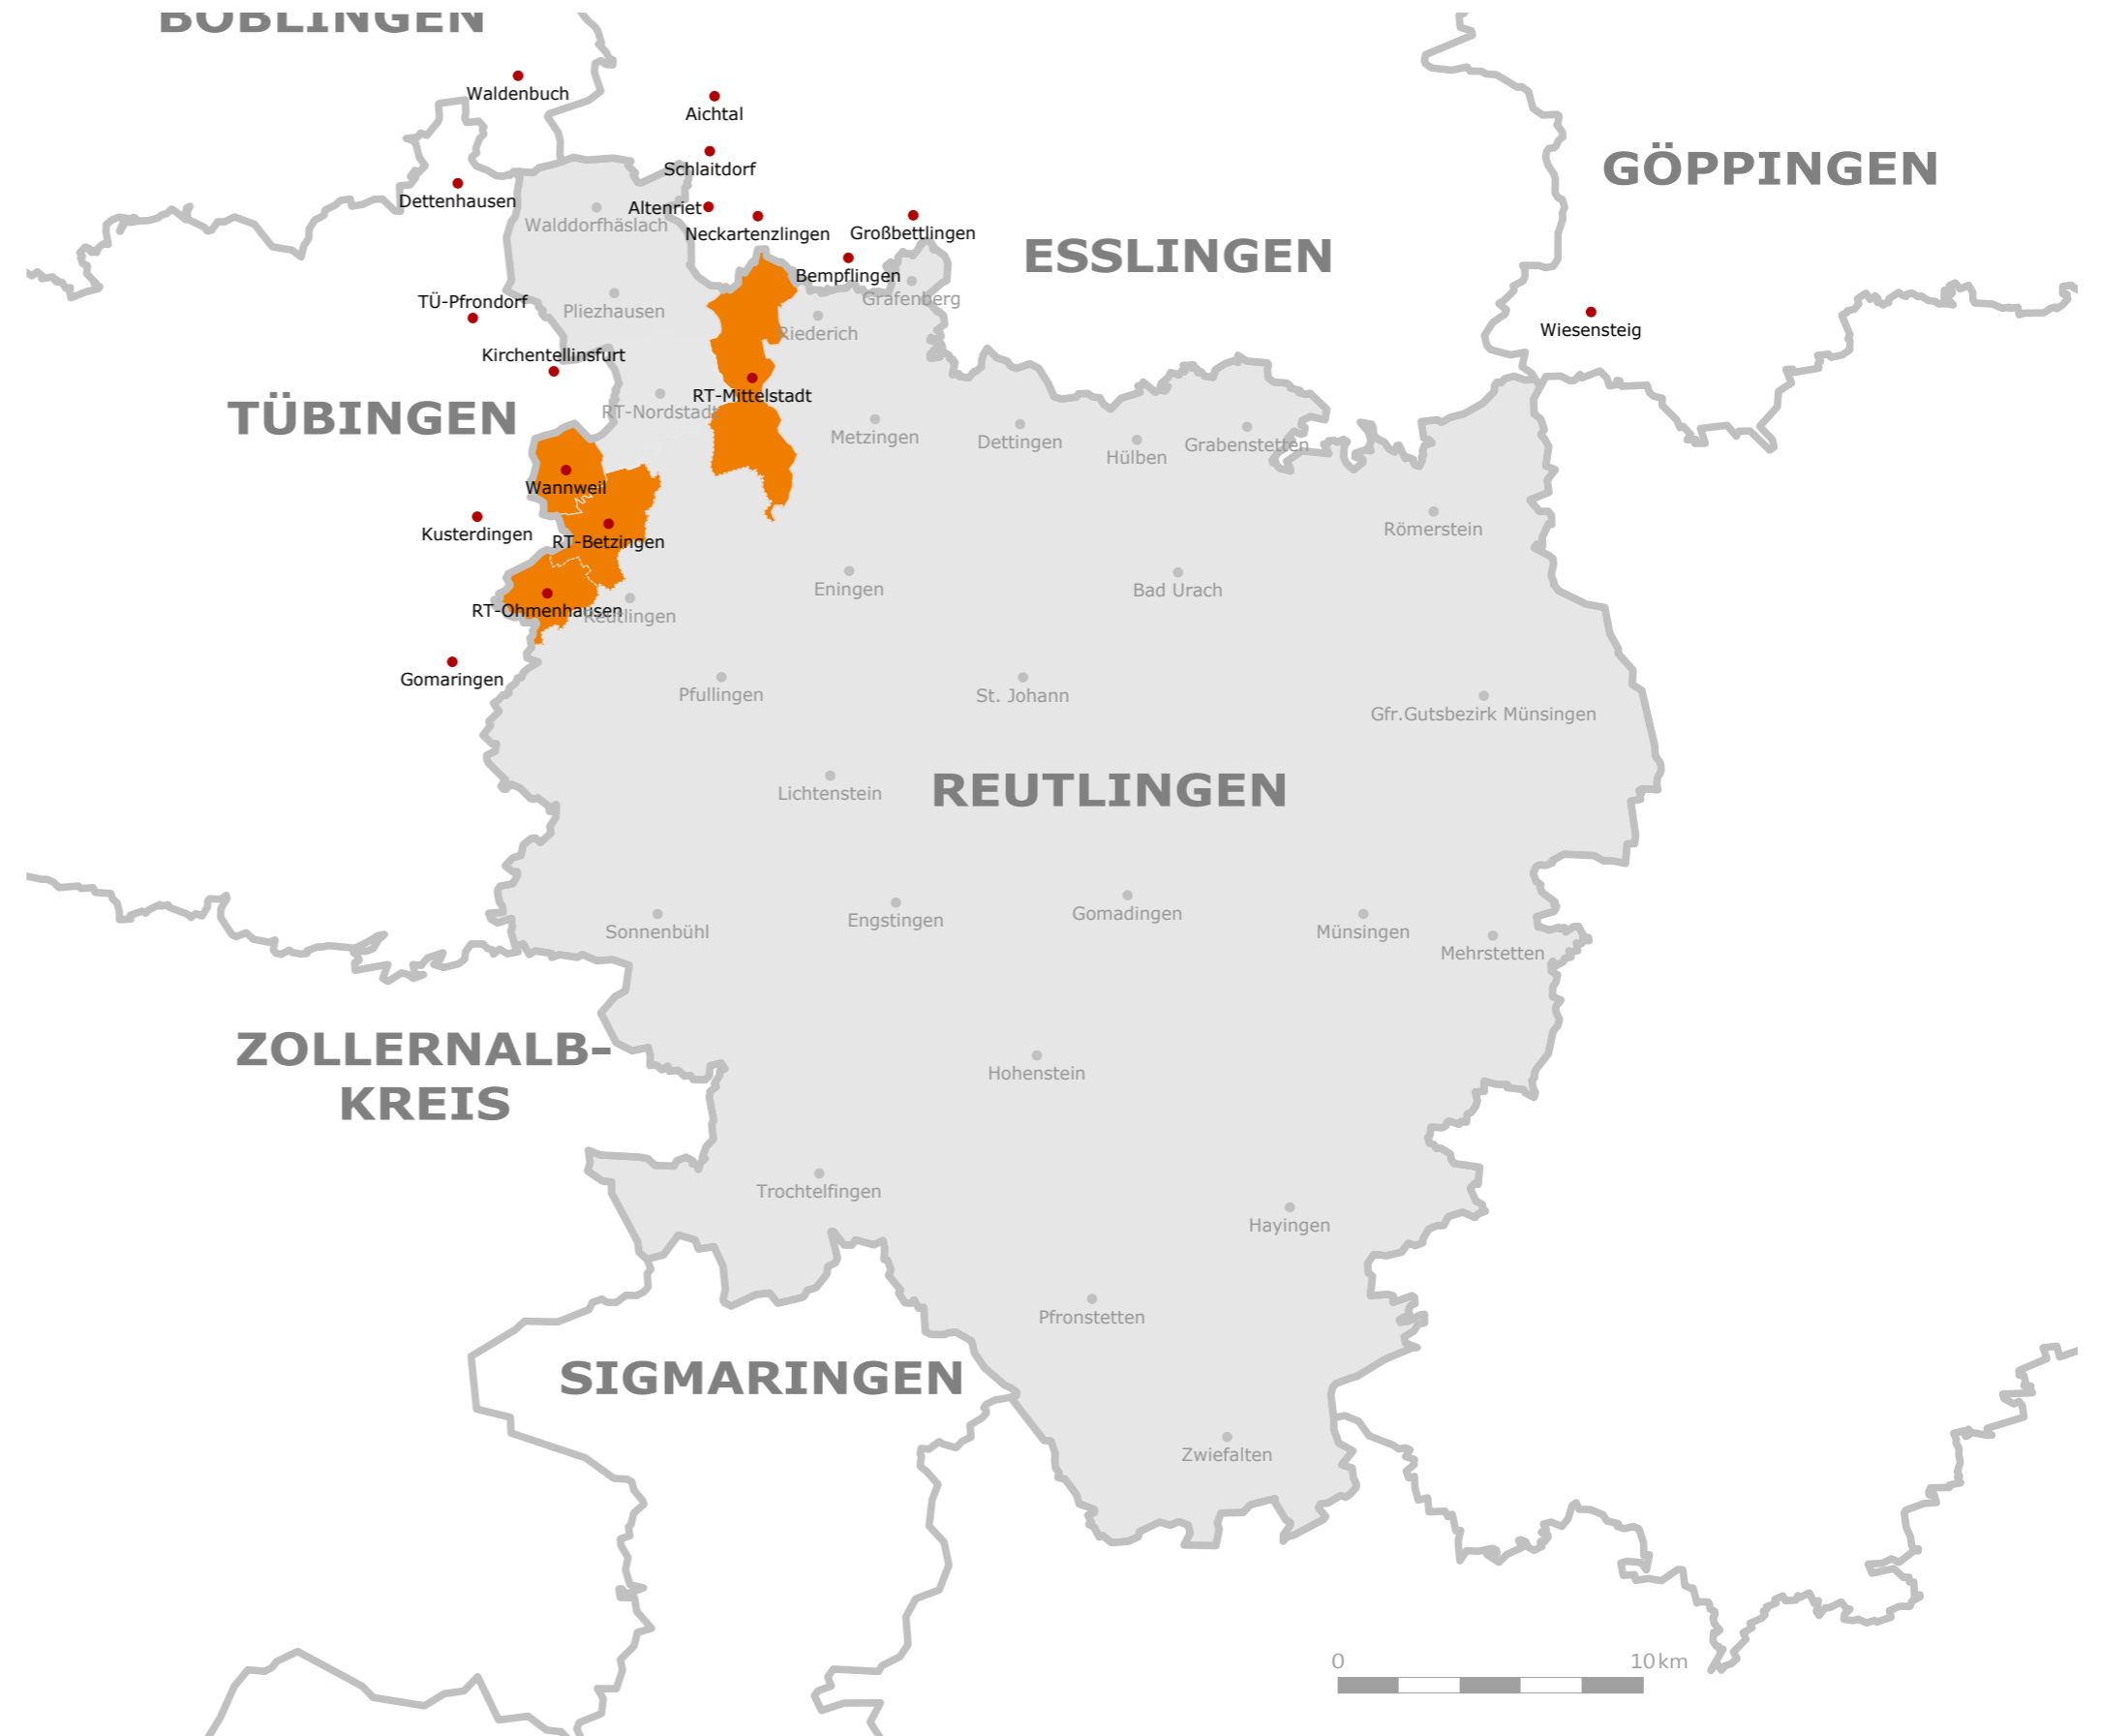 BÖBLINGEN
Waldenbuch
Aichtal
Schlaitdorf
GÖPPINGEN
Dettenhausen
Altenriet
Walddorfhäslach
Neckartenzlingen
Großbettlingen
ESSLINGEN
Bempflingen
Grafenberg
TÜ-Pfrondorf
Pliezhausen
Riederich
Wiesensteig
Kirchentellinsfurt
RT-Mittelstadt
TÜBINGEN
RT-Nordstadt
Metzingen
Dettingen
Hülben
Grabenstetten
Wannweil
Römerstein
Kusterdingen
RT-Betzingen
Eningen
Bad Urach
RT-Ohmenhausen
Reutlingen
Gomaringen
Pfullingen
St. Johann
Gfr.Gutsbezirk Münsingen
Lichtenstein
REUTLINGEN
Sonnenbühl
Engstingen
Gomadingen
Münsingen
Mehrstetten
ZOLLERNALB-
KREIS
Hohenstein
Trochtelfingen
Hayingen
Pfronstetten
SIGMARINGEN
Zwiefalten
0 10 km